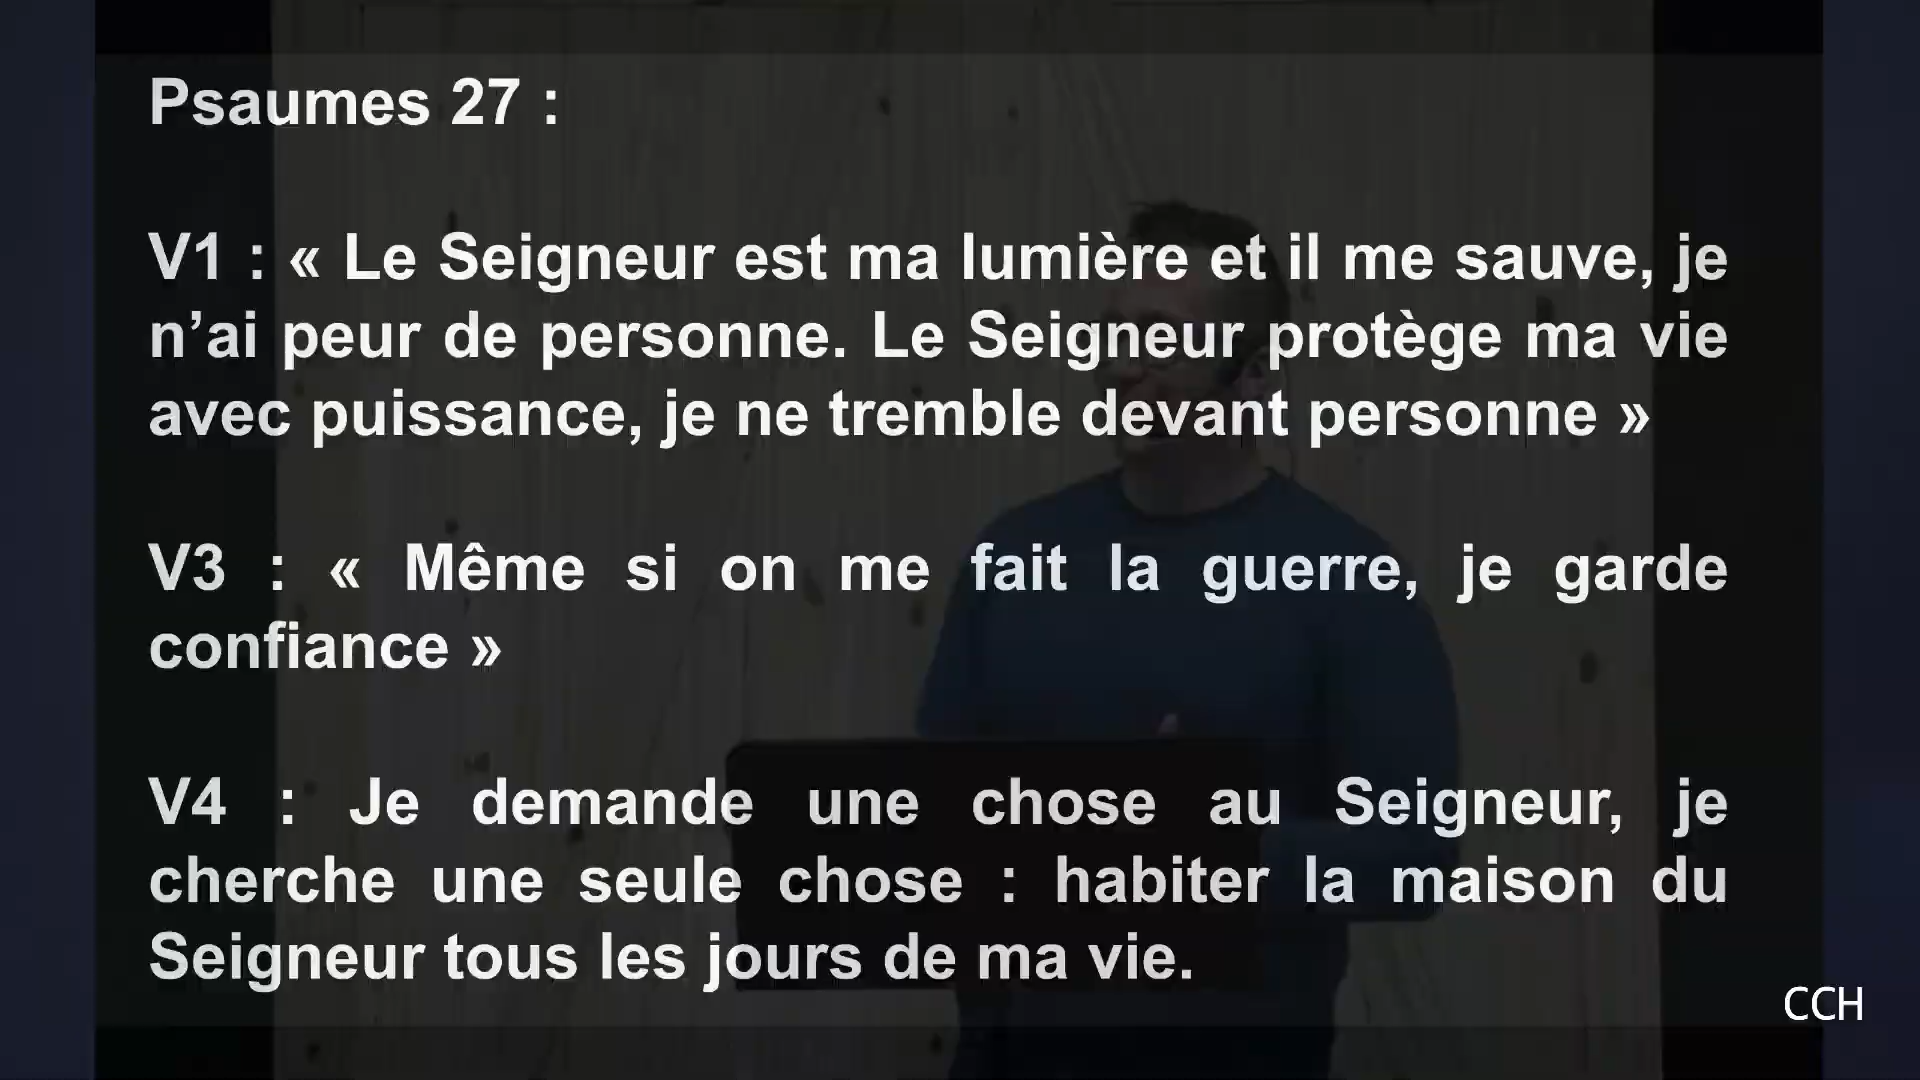 Psaumes 27 :
V1 : « Le Seigneur est ma lumière et il me sauve, je
n’ai peur de personne. Le Seigneur protège ma vie
avec puissance, je ne tremble devant personne »
V3 : « Même si on me fait la guerre, je garde
confiance »
V4 : Je demande une chose au Seigneur, je
cherche une seule chose : habiter la maison du
Seigneur tous les jours de ma vie.
CCH